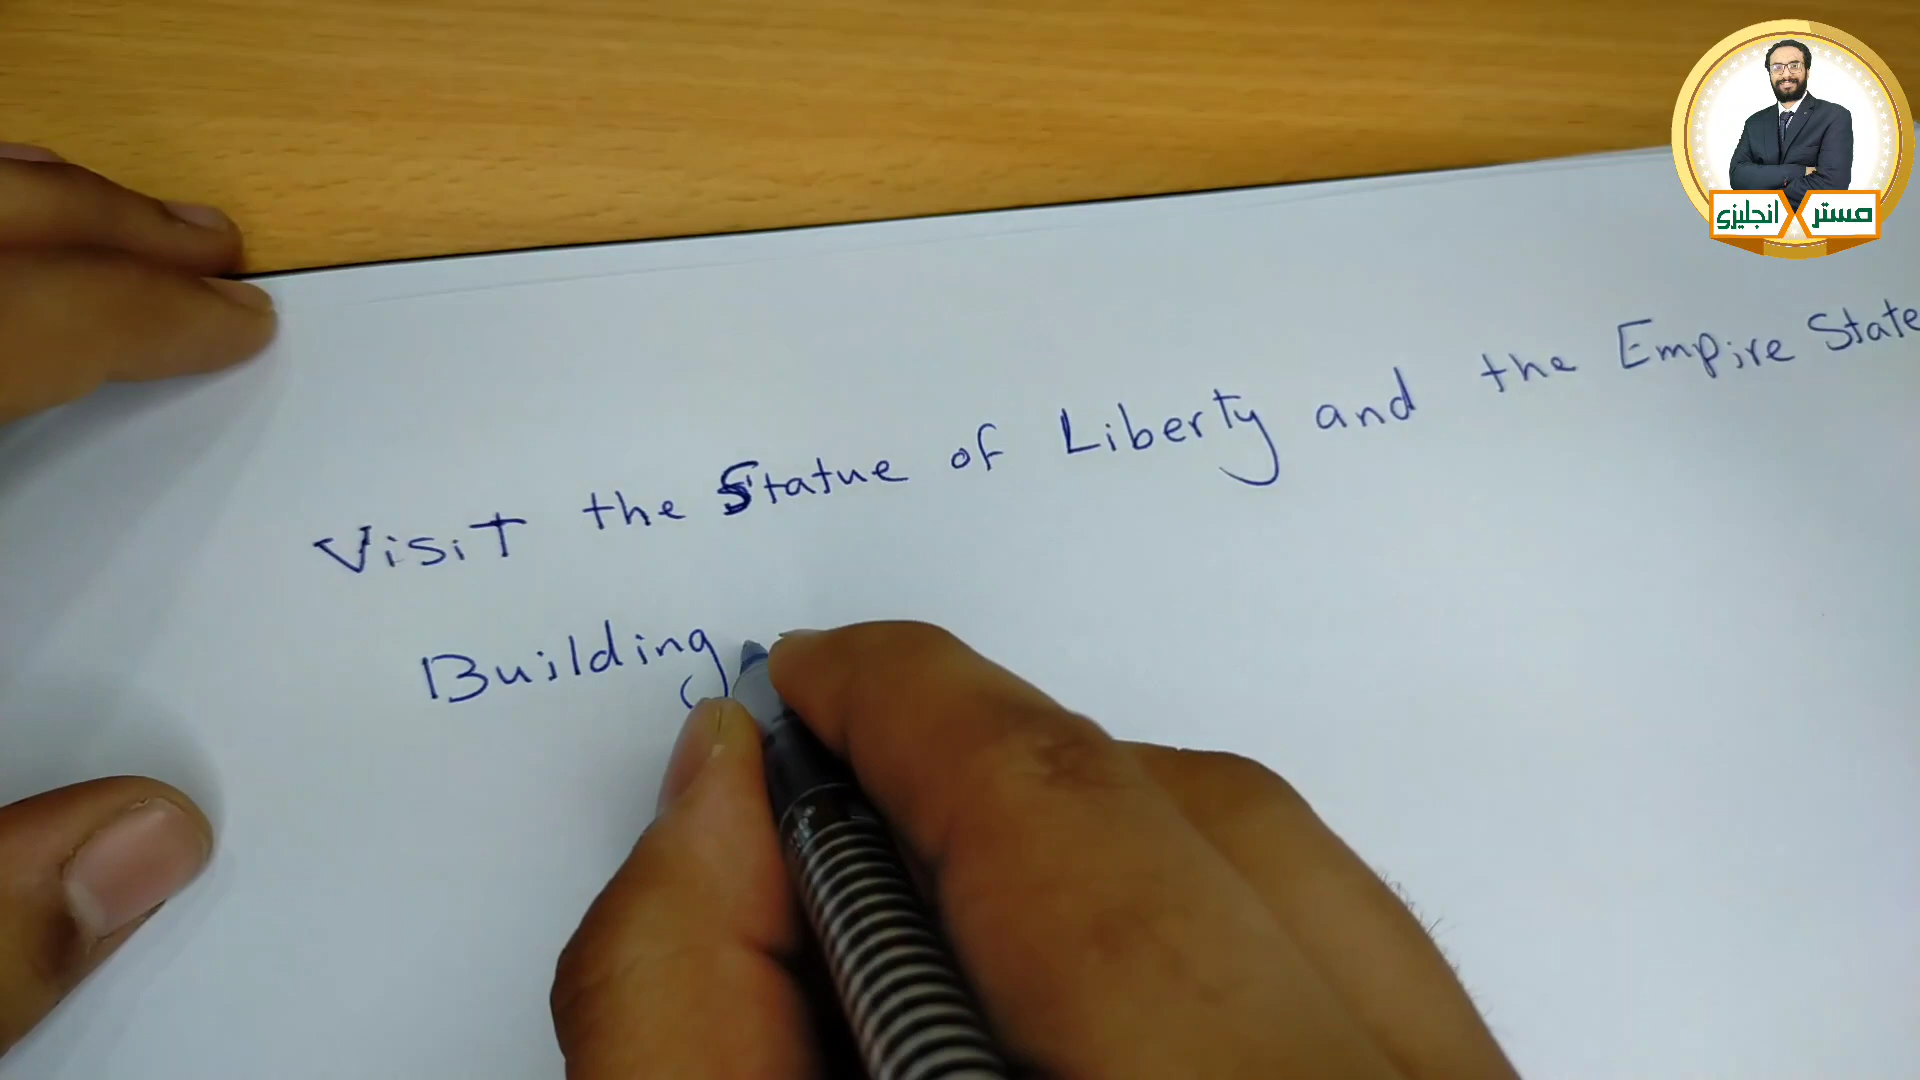 مستر X انجليزي
Visit the Statue of Liberty and the Empire State
Building